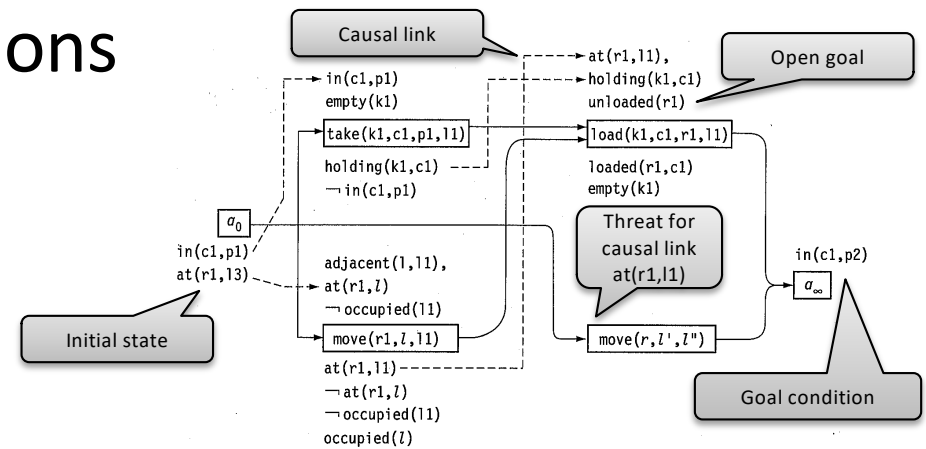 ons
Causal link
at(r1,l1),
holding(k1,c1)
unloaded(r1)
Open goal
in(c1,p1)
empty(k1)
take(k1,c1,p1,l1)
load(k1,c1,r1,l1)
holding(k1,c1)
¬in(c1,p1)
loaded(r1,c1)
empty(k1)
a₀
in(c1,p1)
at(r1,l3)
Threat for
causal link
at(r1,l1)
adjacent(l,l1),
at(r1,l)
¬occupied(l1)
in(c1,p2)
a∞
Initial state
move(r1,l,l1)
move(r,l',l")
at(r1,l1)
¬at(r1,l)
¬occupied(l1)
occupied(l)
Goal condition